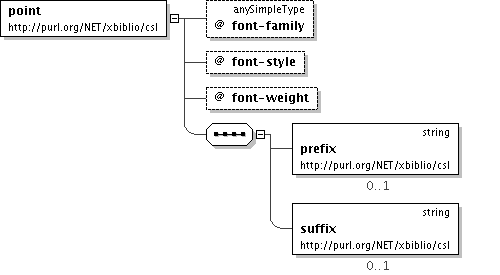 point
http://purl.org/NET/xbiblio/csl
anySimpleType
@ font-family
@ font-style
@ font-weight
string
prefix
http://purl.org/NET/xbiblio/csl
0..1
string
suffix
http://purl.org/NET/xbiblio/csl
0..1